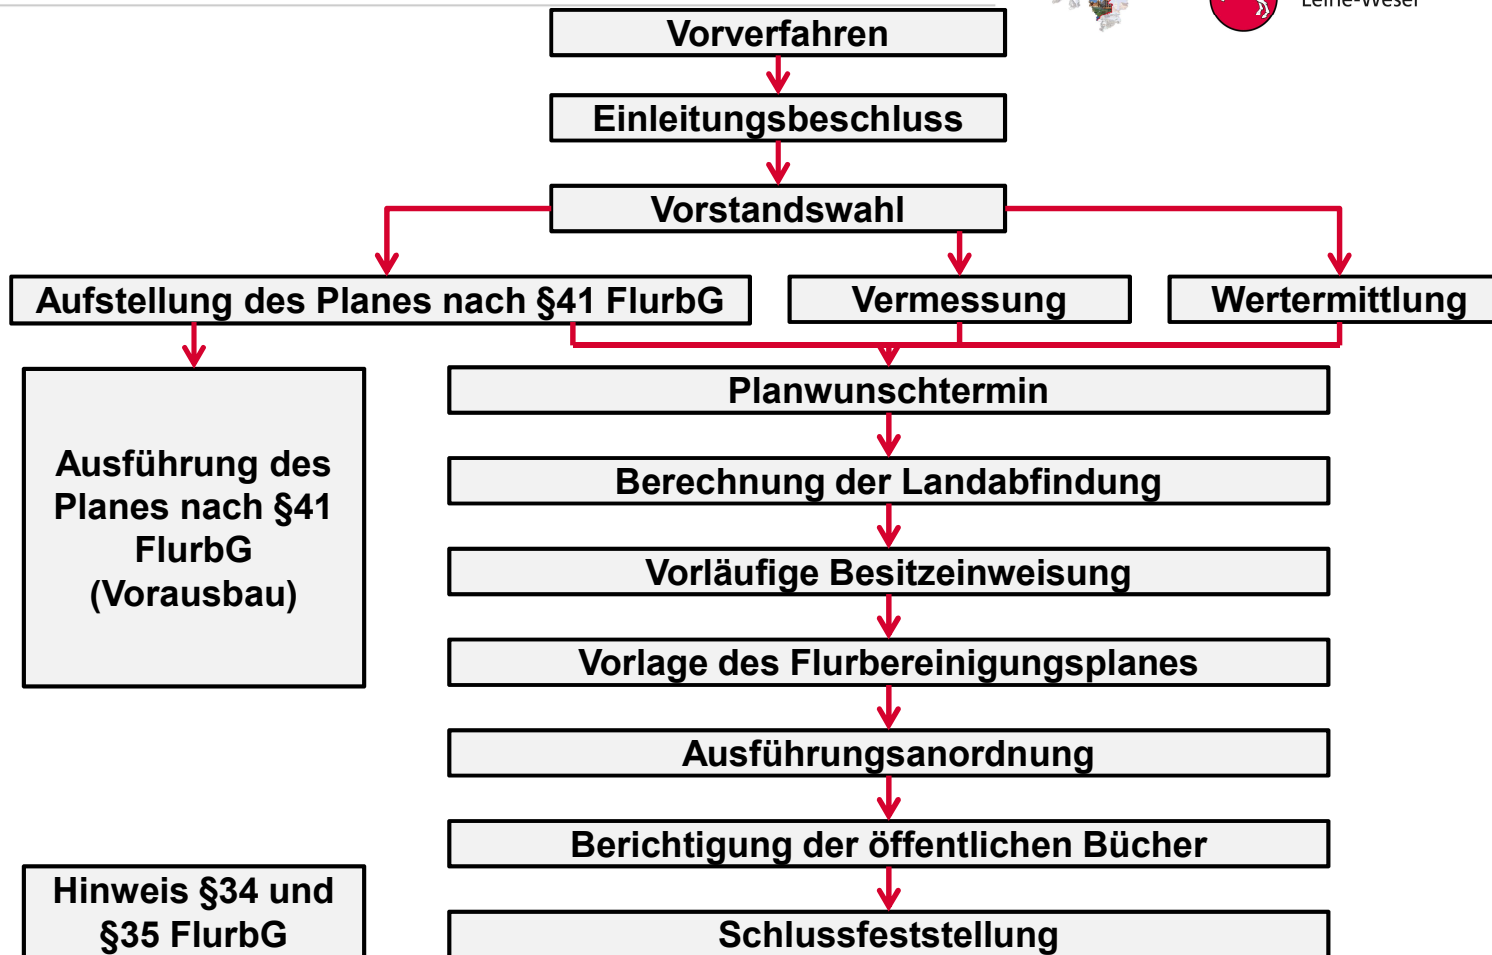 Leine-Weser
Vorverfahren
Einleitungsbeschluss
Vorstandswahl
Aufstellung des Planes nach §41 FlurbG
Vermessung
Wertermittlung
Planwunschtermin
Ausführung des
Planes nach §41
FlurbG
(Vorausbau)
Berechnung der Landabfindung
Vorläufige Besitzeinweisung
Vorlage des Flurbereinigungsplanes
Ausführungsanordnung
Berichtigung der öffentlichen Bücher
Hinweis §34 und
§35 FlurbG
Schlussfeststellung